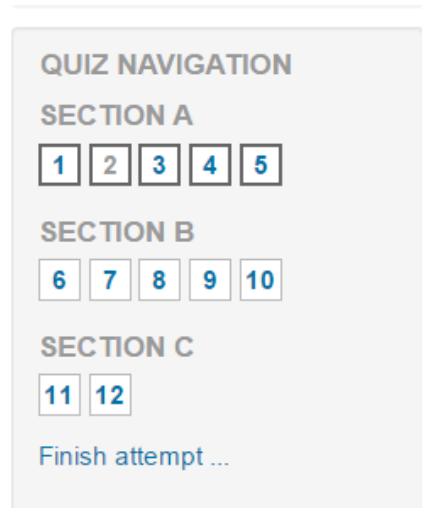 QUIZ NAVIGATION
SECTION A
1 2 3 4 5
SECTION B
6 7 8 9 10
SECTION C
11 12
Finish attempt ...